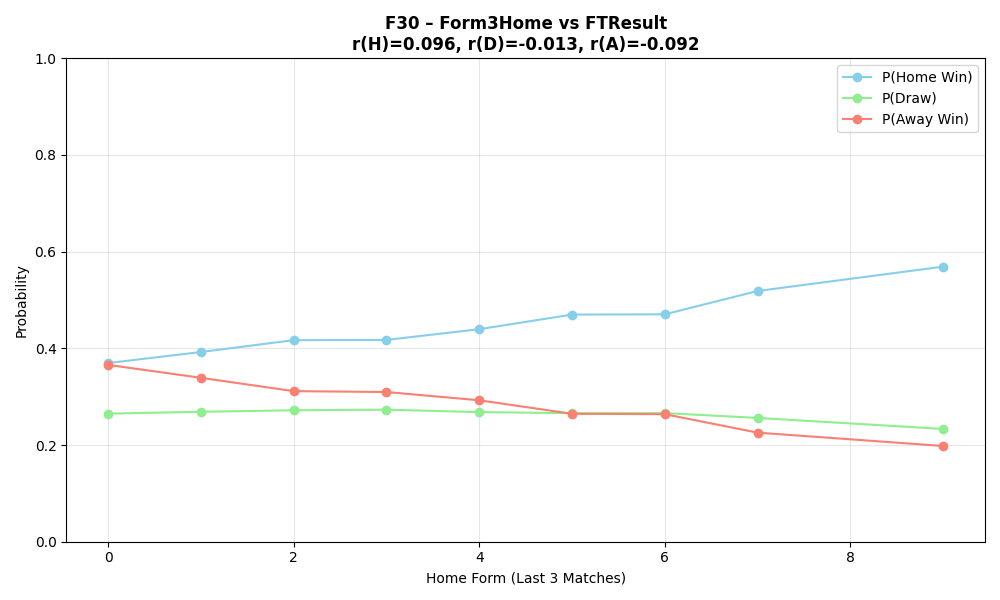 F30 – Form3Home vs FTResult
r(H)=0.096, r(D)=-0.013, r(A)=-0.092
P(Home Win)
P(Draw)
P(Away Win)
Probability
1.0
0.8
0.6
0.4
0.2
0.0
0 2 4 6 8
Home Form (Last 3 Matches)